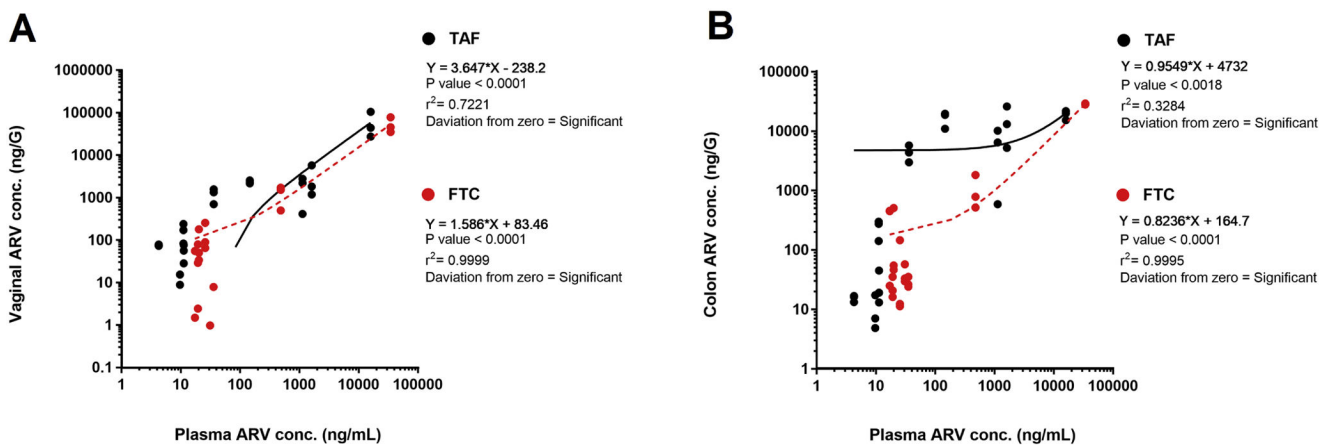 A
TAF
Y = 3.647*X - 238.2
P value < 0.0001
r2= 0.7221
Daviation from zero = Significant
FTC
Y = 1.586*X + 83.46
P value < 0.0001
r2= 0.9999
Daviation from zero = Significant
Vaginal ARV conc. (ng/G)
1000000
100000
10000
1000
100
10
1
0.1
1 10 100 1000 10000 100000
Plasma ARV conc. (ng/mL)
B
TAF
Y = 0.9549*X + 4732
P value < 0.0018
r2= 0.3284
Daviation from zero = Significant
FTC
Y = 0.8236*X + 164.7
P value < 0.0001
r2= 0.9995
Daviation from zero = Significant
Colon ARV conc. (ng/G)
100000
10000
1000
100
10
1
1 10 100 1000 10000 100000
Plasma ARV conc. (ng/mL)